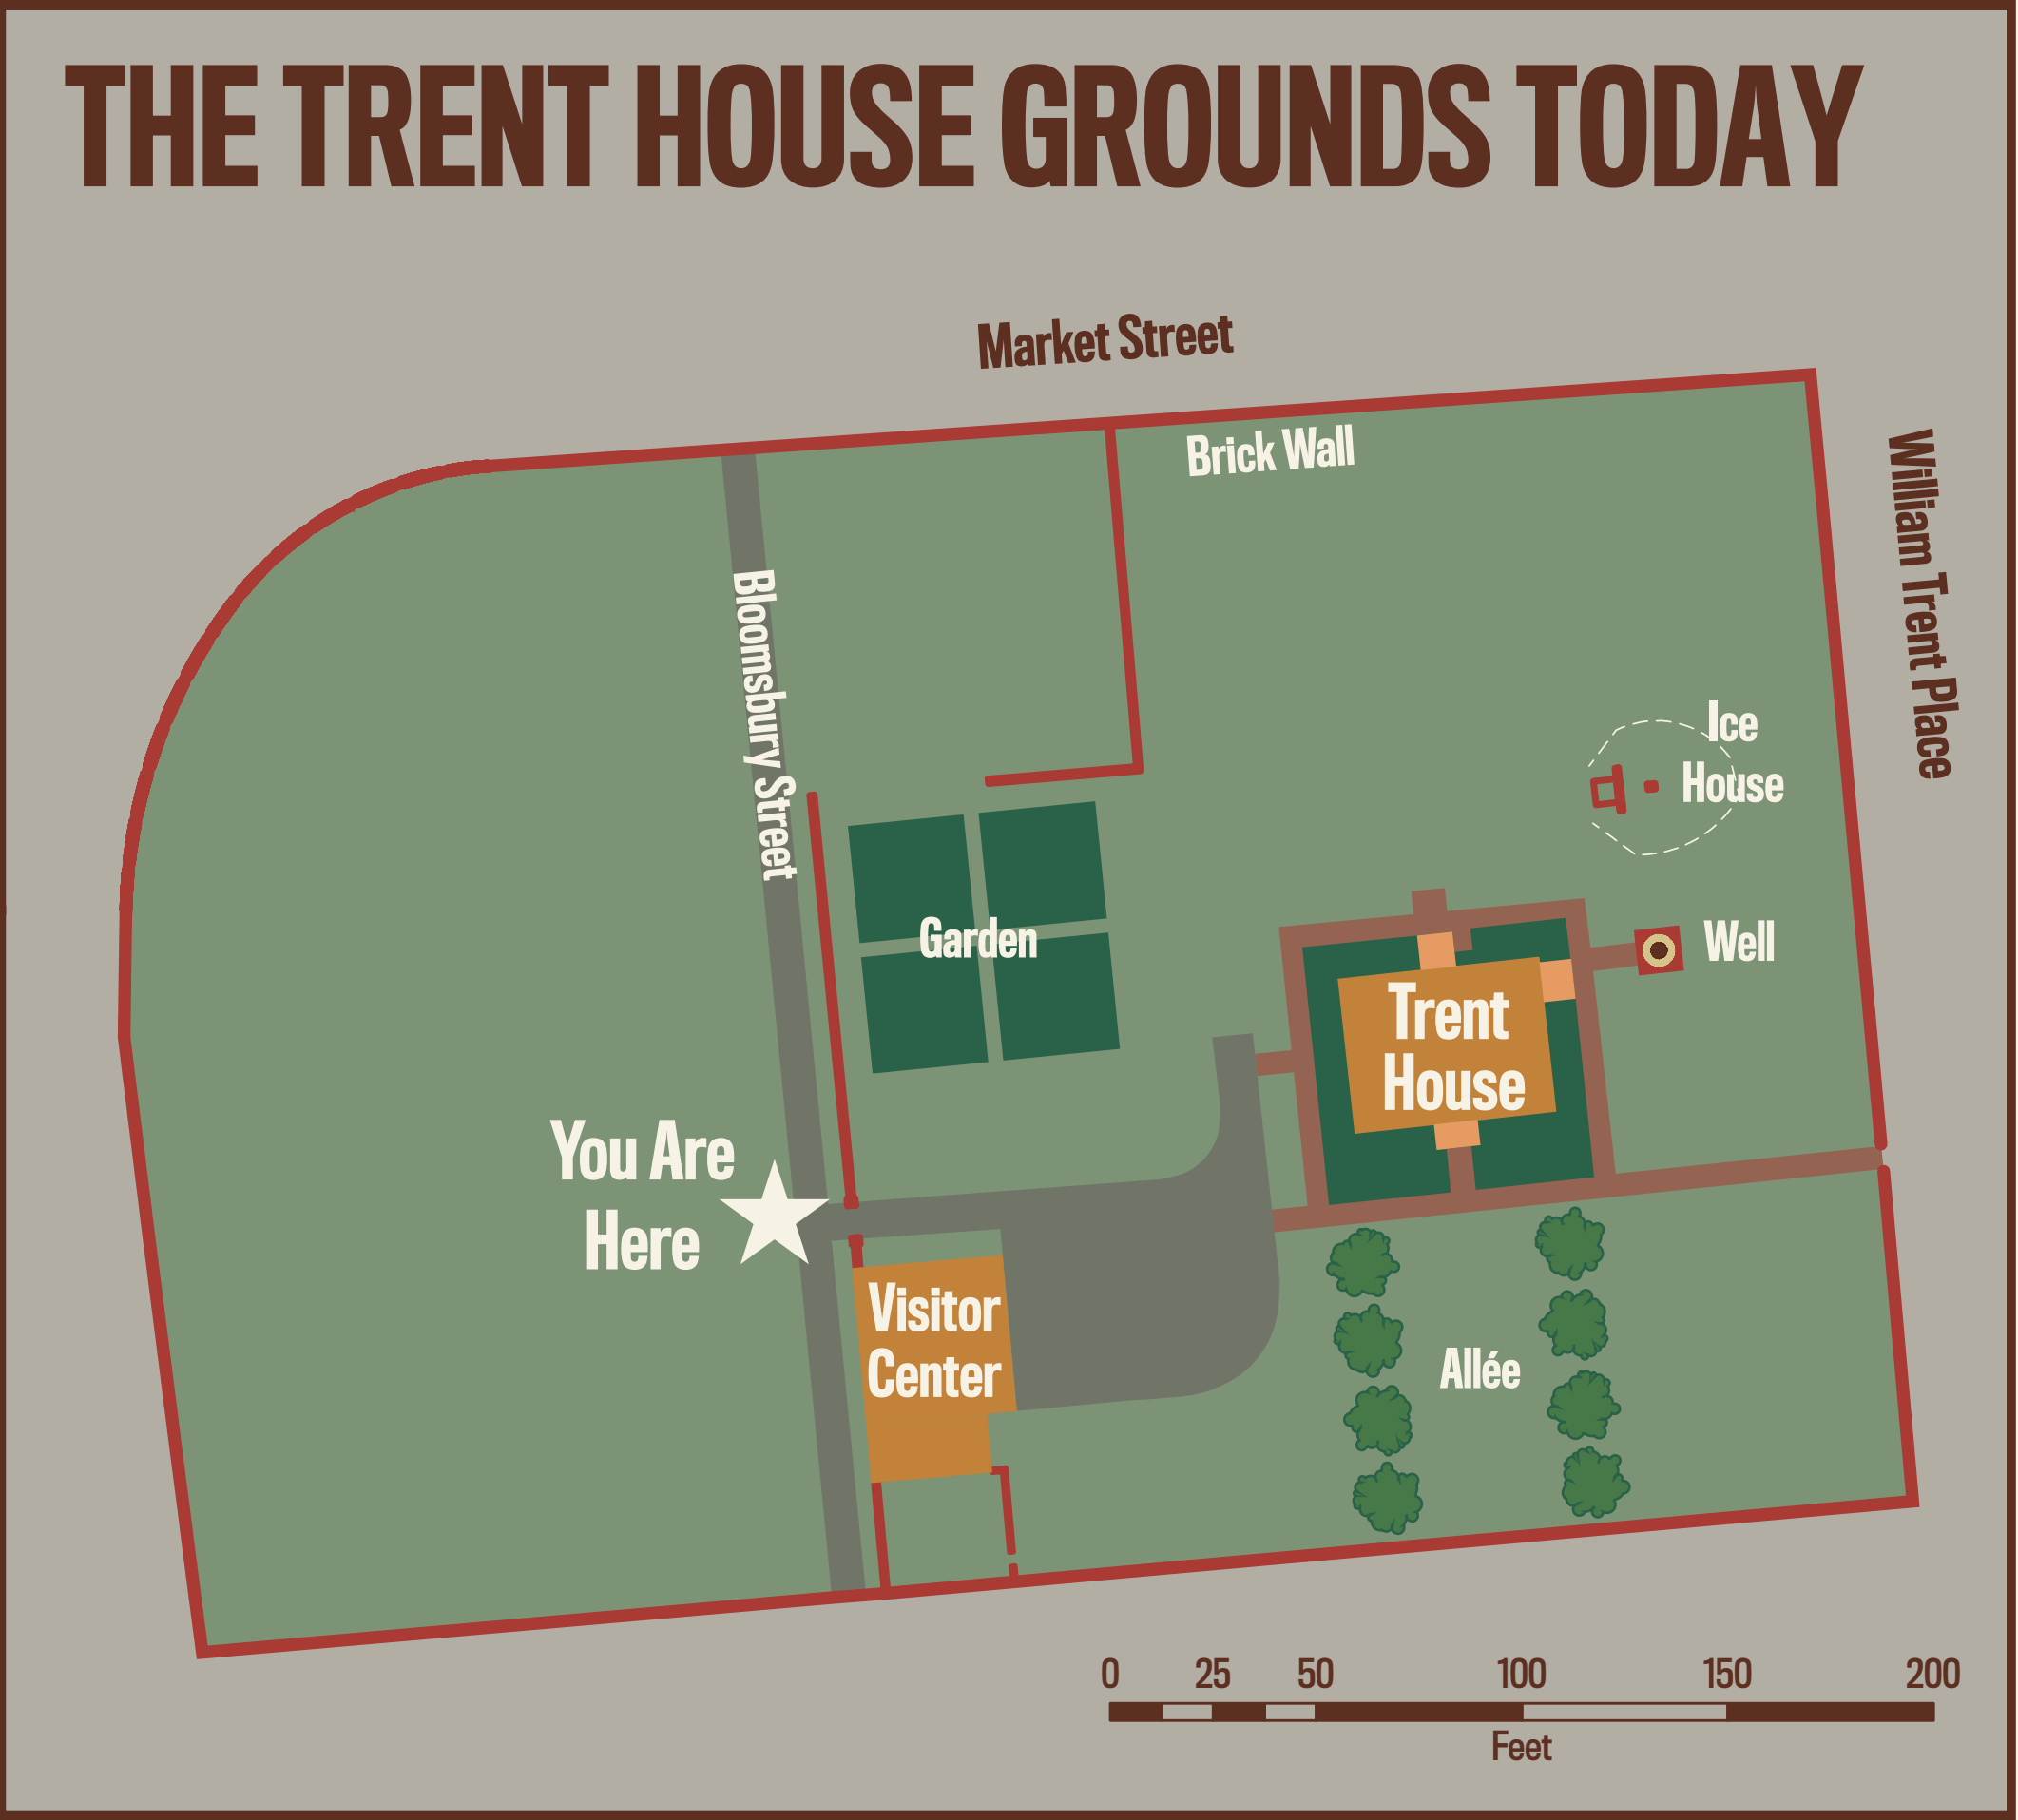 THE TRENT HOUSE GROUNDS TODAY
Market Street
Brick Wall
William Trent Place
Bloomsbury Street
Ice
House
Garden
Well
Trent
House
You Are
Here
Visitor
Center
Allée
0 25 50 100 150 200
Feet